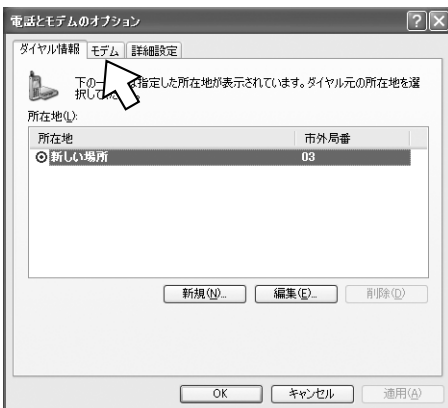 電話とモデムのオプション
ダイヤル情報 モデム 詳細設定
下の一 は指定した所在地が表示されています。ダイヤル元の所在地を選
択して
所在地(L):
所在地 市外局番
新しい場所 03
新規(N)... 編集(E)... 削除(D)
OK キャンセル 適用(A)